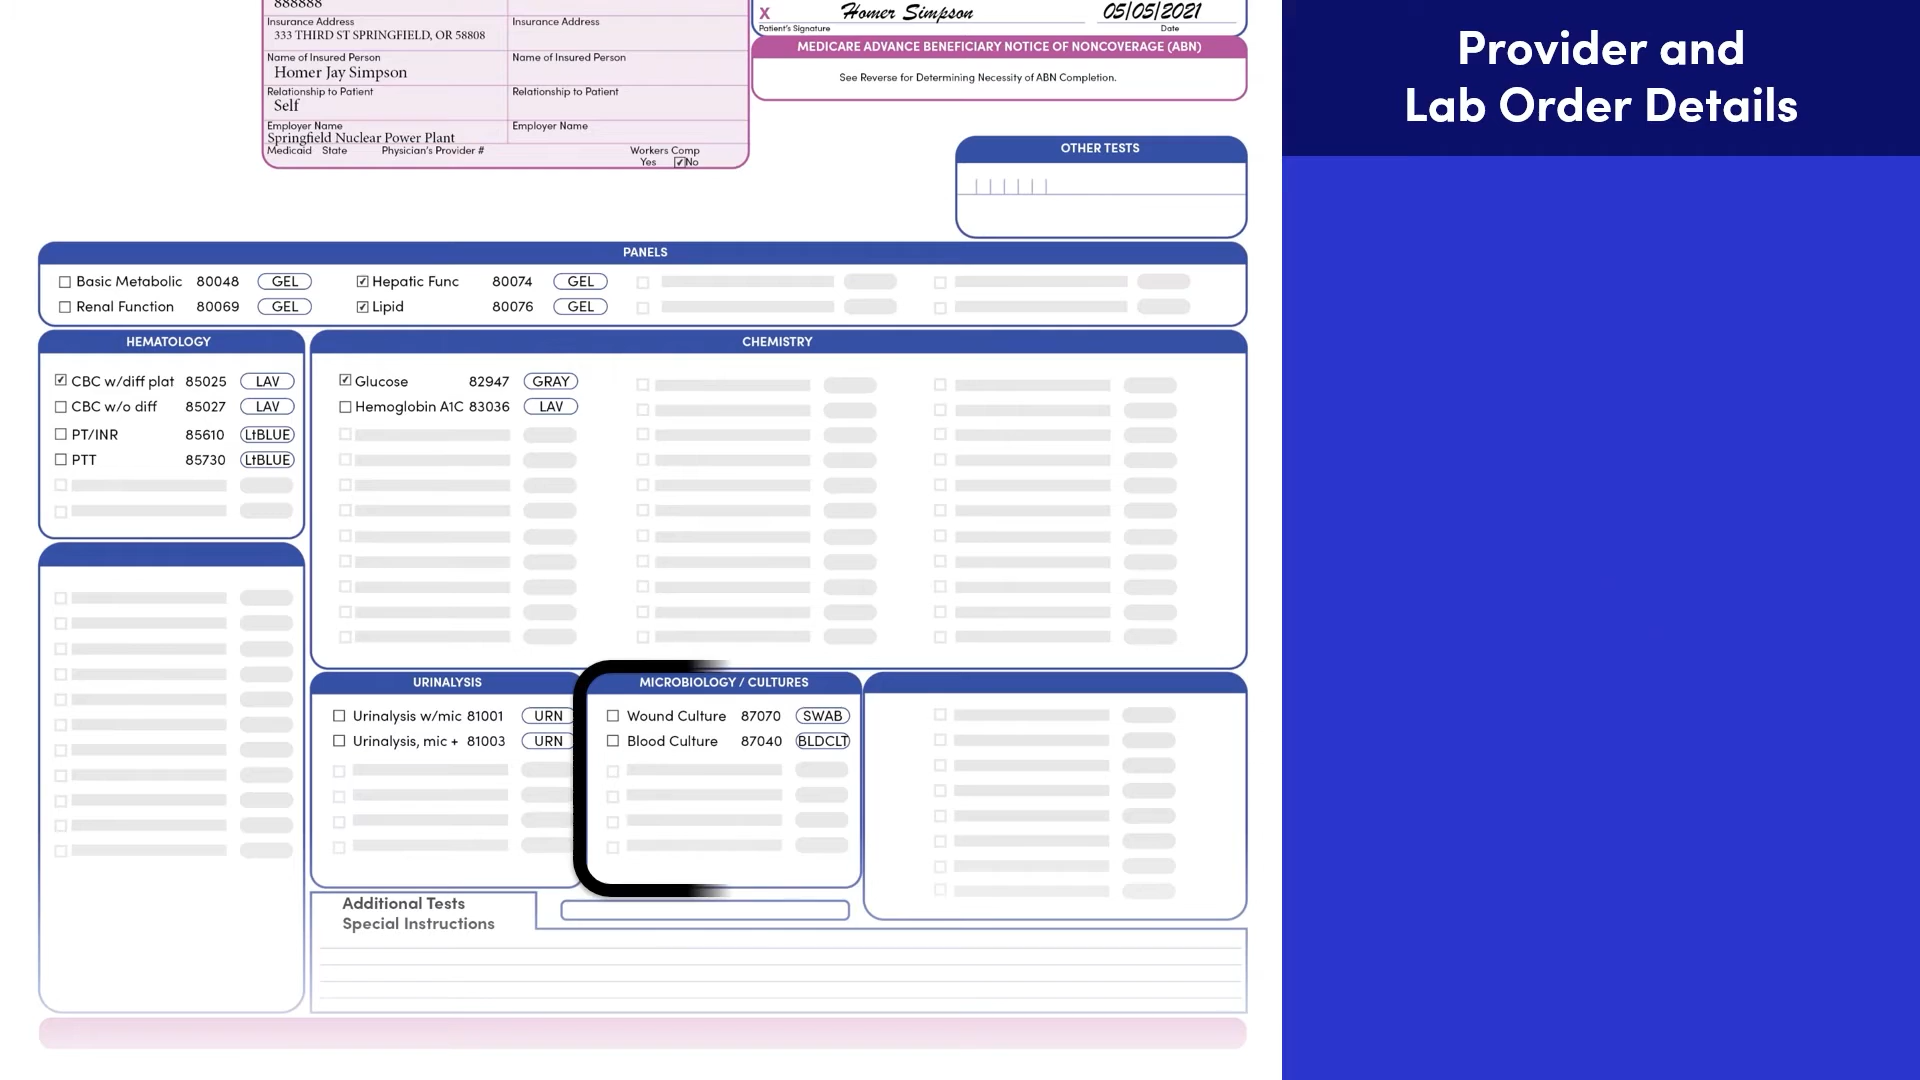 888888
Insurance Address
Insurance Address
333 THIRD ST SPRINGFIELD, OR 58808
Name of Insured Person
Name of Insured Person
Homer Jay Simpson
Relationship to Patient
Relationship to Patient
Self
Employer Name
Employer Name
Springfield Nuclear Power Plant
Medicaid State Physician's Provider # Workers Comp
Yes ☑No
X Homer Simpson 05/05/2021
Patient's Signature Date
MEDICARE ADVANCE BENEFICIARY NOTICE OF NONCOVERAGE (ABN)
See Reverse for Determining Necessity of ABN Completion.
Provider and
Lab Order Details
OTHER TESTS
PANELS
☐ Basic Metabolic 80048 GEL ☑ Hepatic Func 80074 GEL
☐ Renal Function 80069 GEL ☑ Lipid 80076 GEL
HEMATOLOGY
☑ CBC w/diff plat 85025 LAV
☐ CBC w/o diff 85027 LAV
☐ PT/INR 85610 LtBLUE
☐ PTT 85730 LtBLUE
CHEMISTRY
☑ Glucose 82947 GRAY
☐ Hemoglobin A1C 83036 LAV
URINALYSIS
☐ Urinalysis w/mic 81001 URN
☐ Urinalysis, mic + 81003 URN
MICROBIOLOGY / CULTURES
☐ Wound Culture 87070 SWAB
☐ Blood Culture 87040 BLDCLT
Additional Tests
Special Instructions